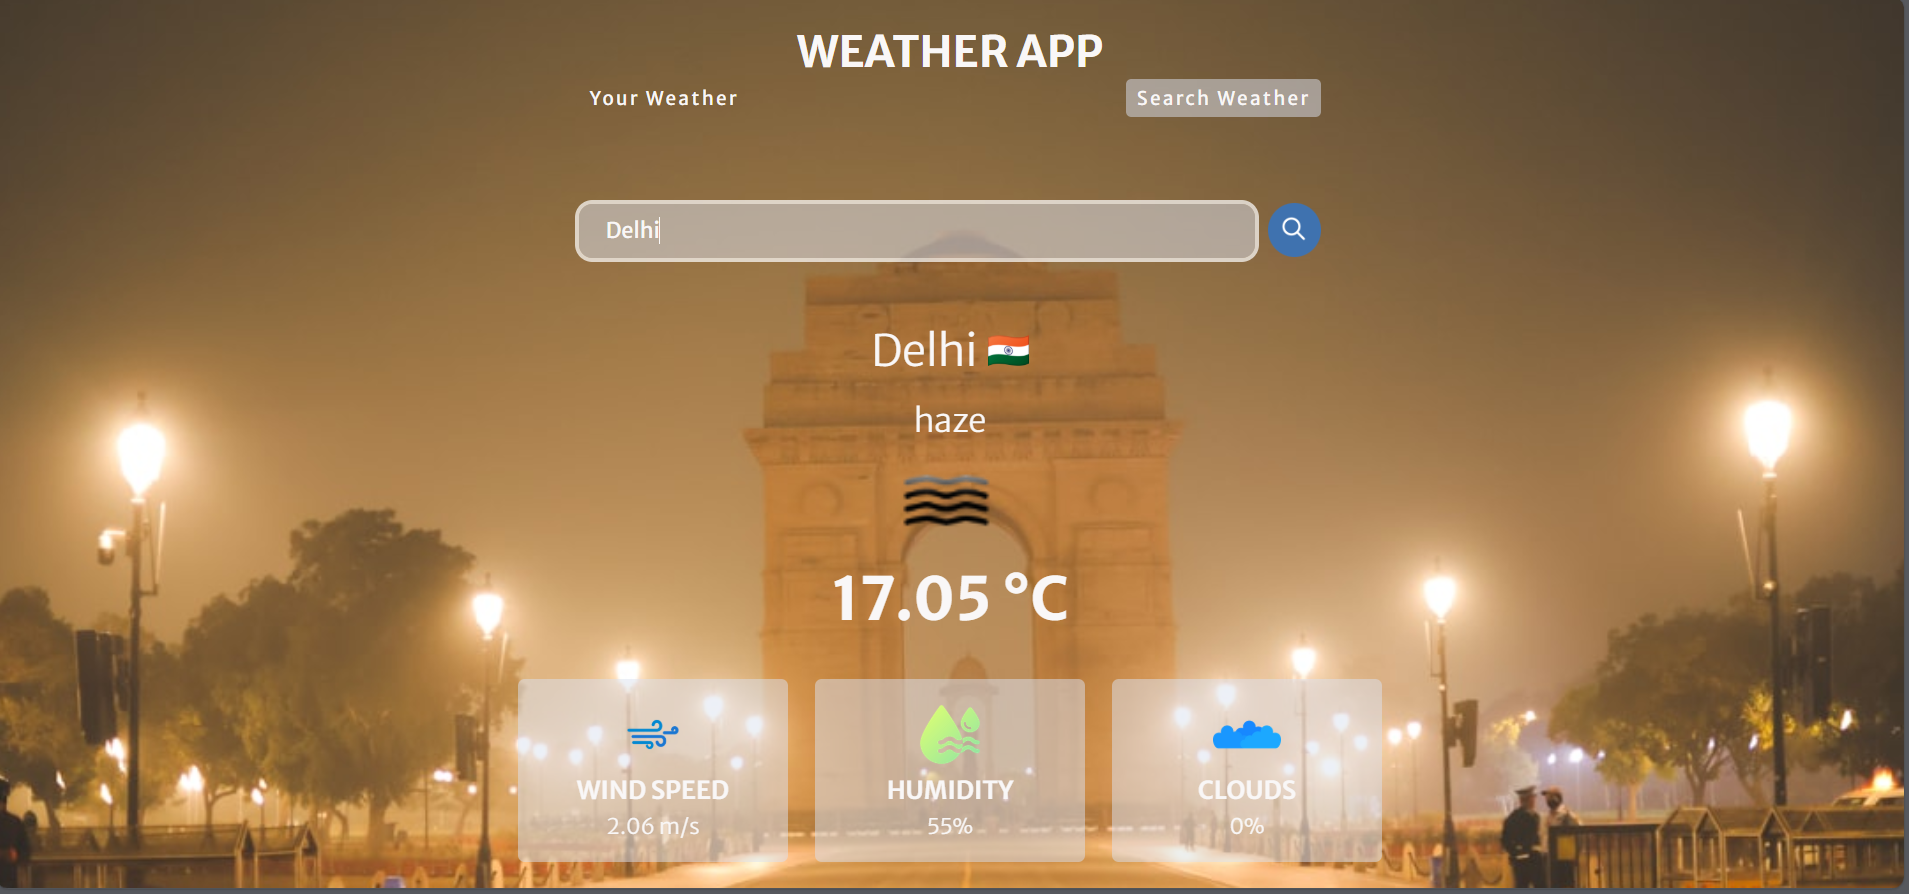 WEATHER APP
Your Weather
Search Weather
Delhi
Delhi
haze
17.05 °C
WIND SPEED
2.06 m/s
HUMIDITY
55%
CLOUDS
0%